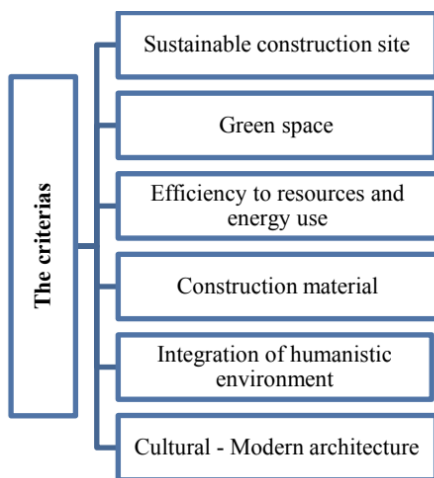 The criterias
Sustainable construction site
Green space
Efficiency to resources and
energy use
Construction material
Integration of humanistic
environment
Cultural - Modern architecture